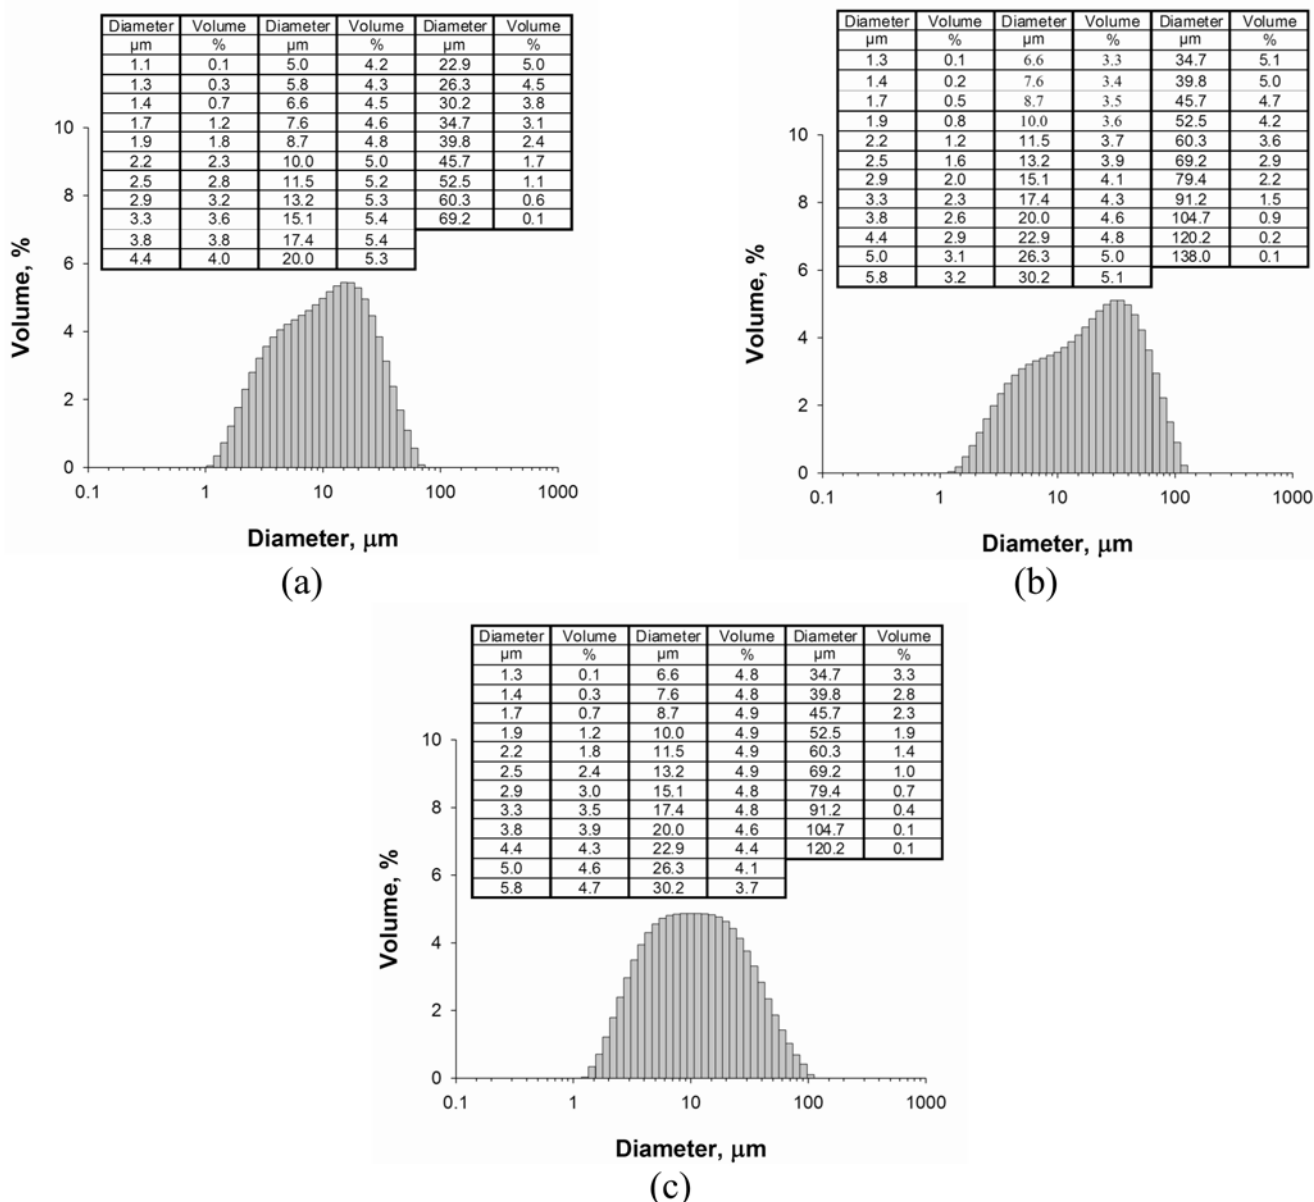 Diameter Volume Diameter Volume Diameter Volume
µm % µm % µm %
1.1 0.1 5.0 4.2 22.9 5.0
1.3 0.3 5.8 4.3 26.3 4.5
1.4 0.7 6.6 4.5 30.2 3.8
1.7 1.2 7.6 4.6 34.7 3.1
1.9 1.8 8.7 4.8 39.8 2.4
2.2 2.3 10.0 5.0 45.7 1.7
2.5 2.8 11.5 5.2 52.5 1.1
2.9 3.2 13.2 5.3 60.3 0.6
3.3 3.6 15.1 5.4 69.2 0.1
3.8 3.8 17.4 5.4
4.4 4.0 20.0 5.3
10
8
6
4
2
0
Volume, %
0.1 1 10 100 1000
Diameter, µm
(a)
Diameter Volume Diameter Volume Diameter Volume
µm % µm % µm %
1.3 0.1 6.6 3.3 34.7 5.1
1.4 0.2 7.6 3.4 39.8 5.0
1.7 0.5 8.7 3.5 45.7 4.7
1.9 0.8 10.0 3.6 52.5 4.2
2.2 1.2 11.5 3.7 60.3 3.6
2.5 1.6 13.2 3.9 69.2 2.9
2.9 2.0 15.1 4.1 79.4 2.2
3.3 2.3 17.4 4.3 91.2 1.5
3.8 2.6 20.0 4.6 104.7 0.9
4.4 2.9 22.9 4.8 120.2 0.2
5.0 3.1 26.3 5.0 138.0 0.1
5.8 3.2 30.2 5.1
10
8
6
4
2
0
Volume, %
0.1 1 10 100 1000
Diameter, µm
(b)
Diameter Volume Diameter Volume Diameter Volume
µm % µm % µm %
1.3 0.1 6.6 4.8 34.7 3.3
1.4 0.3 7.6 4.8 39.8 2.8
1.7 0.7 8.7 4.9 45.7 2.3
1.9 1.2 10.0 4.9 52.5 1.9
2.2 1.8 11.5 4.9 60.3 1.4
2.5 2.4 13.2 4.9 69.2 1.0
2.9 3.0 15.1 4.8 79.4 0.7
3.3 3.5 17.4 4.8 91.2 0.4
3.8 3.9 20.0 4.6 104.7 0.1
4.4 4.3 22.9 4.4 120.2 0.1
5.0 4.6 26.3 4.1
5.8 4.7 30.2 3.7
10
8
6
4
2
0
Volume, %
0.1 1 10 100 1000
Diameter, µm
(c)